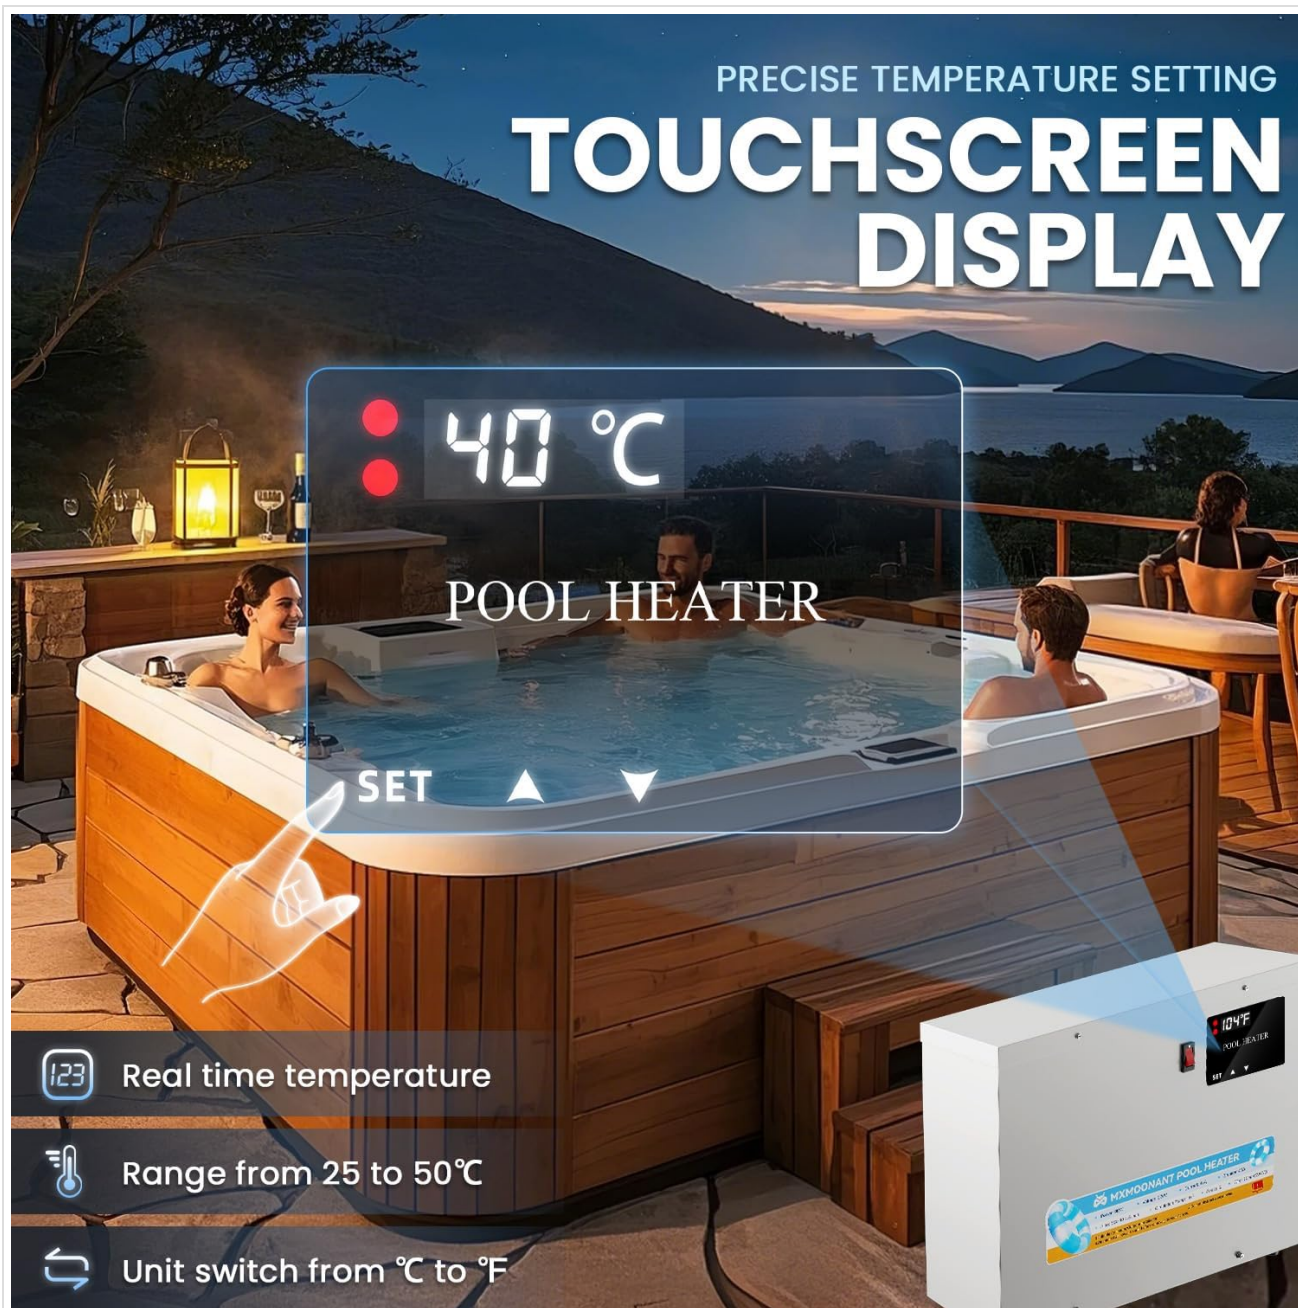 PRECISE TEMPERATURE SETTING
TOUCHSCREEN
DISPLAY
40 °C
POOL HEATER
SET
104°F
POOL HEATER
SET
123
Real time temperature
Range from 25 to 50℃
Unit switch from ℃ to ℉
MXMOONANT POOL HEATER